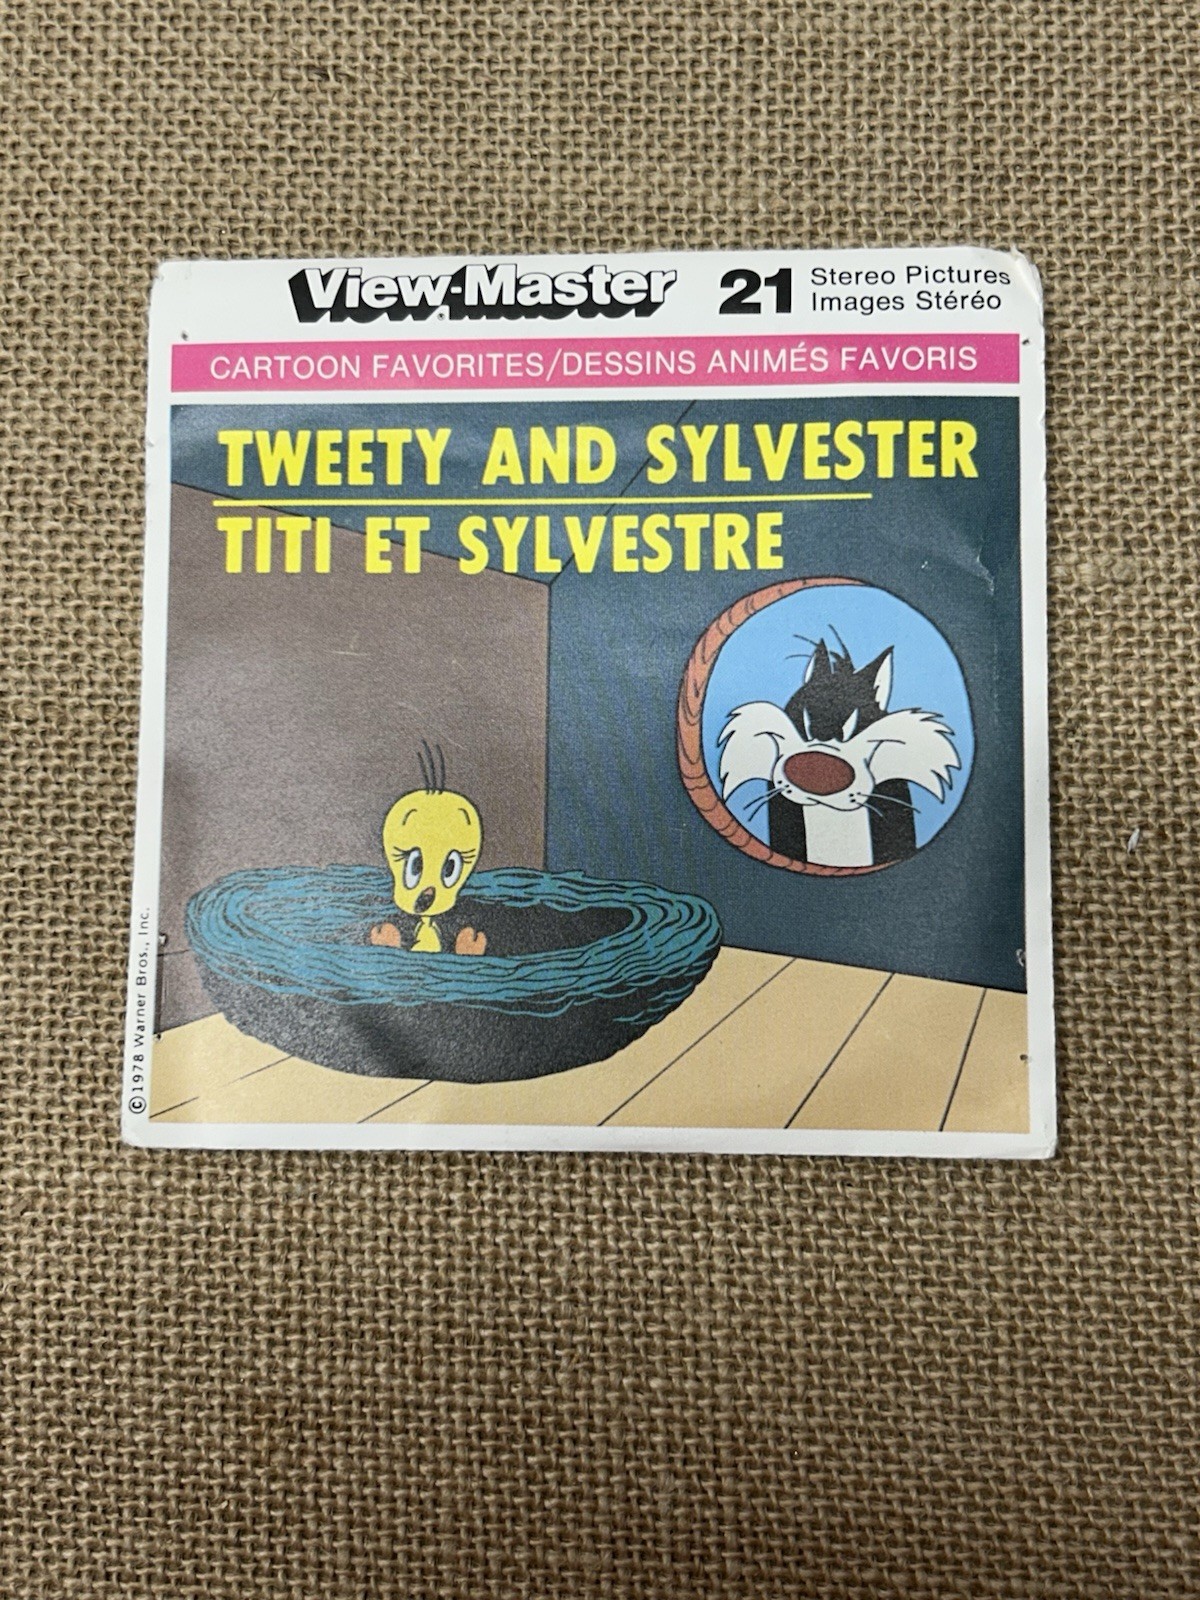 View-Master
21
Stereo Pictures
Images Stéréo
CARTOON FAVORITES/DESSINS ANIMÉS FAVORIS
TWEETY AND SYLVESTER
TITI ET SYLVESTRE
©1978 Warner Bros., Inc.